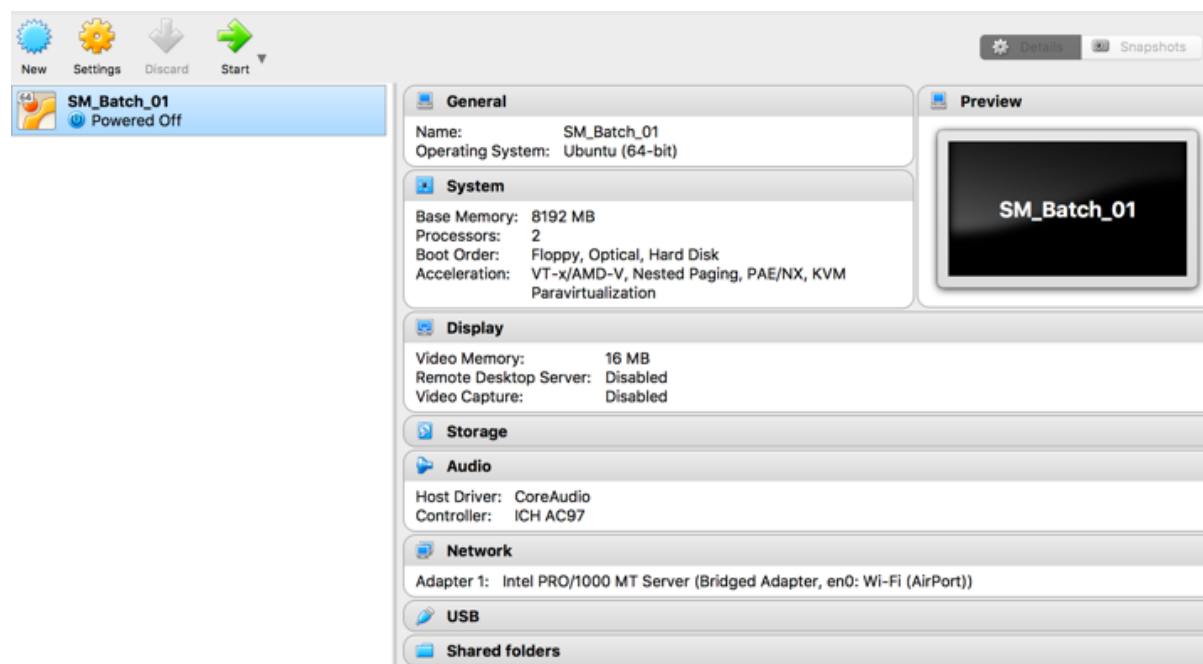 New
Settings
Discard
Start
Details
Snapshots
64
SM_Batch_01
Powered Off
General
Name: SM_Batch_01
Operating System: Ubuntu (64-bit)
Preview
SM_Batch_01
System
Base Memory: 8192 MB
Processors: 2
Boot Order: Floppy, Optical, Hard Disk
Acceleration: VT-x/AMD-V, Nested Paging, PAE/NX, KVM
Paravirtualization
Display
Video Memory: 16 MB
Remote Desktop Server: Disabled
Video Capture: Disabled
Storage
Audio
Host Driver: CoreAudio
Controller: ICH AC97
Network
Adapter 1: Intel PRO/1000 MT Server (Bridged Adapter, en0: Wi-Fi (AirPort))
USB
Shared folders